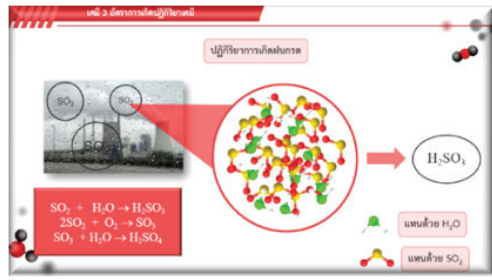 เคมี 3 อัตราการเกิดปฏิกิริยาเคมี
ปฏิกิริยาการเกิดฝนกรด
SO₂
SO₂
SO
H₂SO₃
SO₂ + H₂O → H₂SO₃
2SO₂ + O₂ → SO₃
SO₃ + H₂O → H₂SO₄
แทนด้วย H₂O
แทนด้วย SO₂